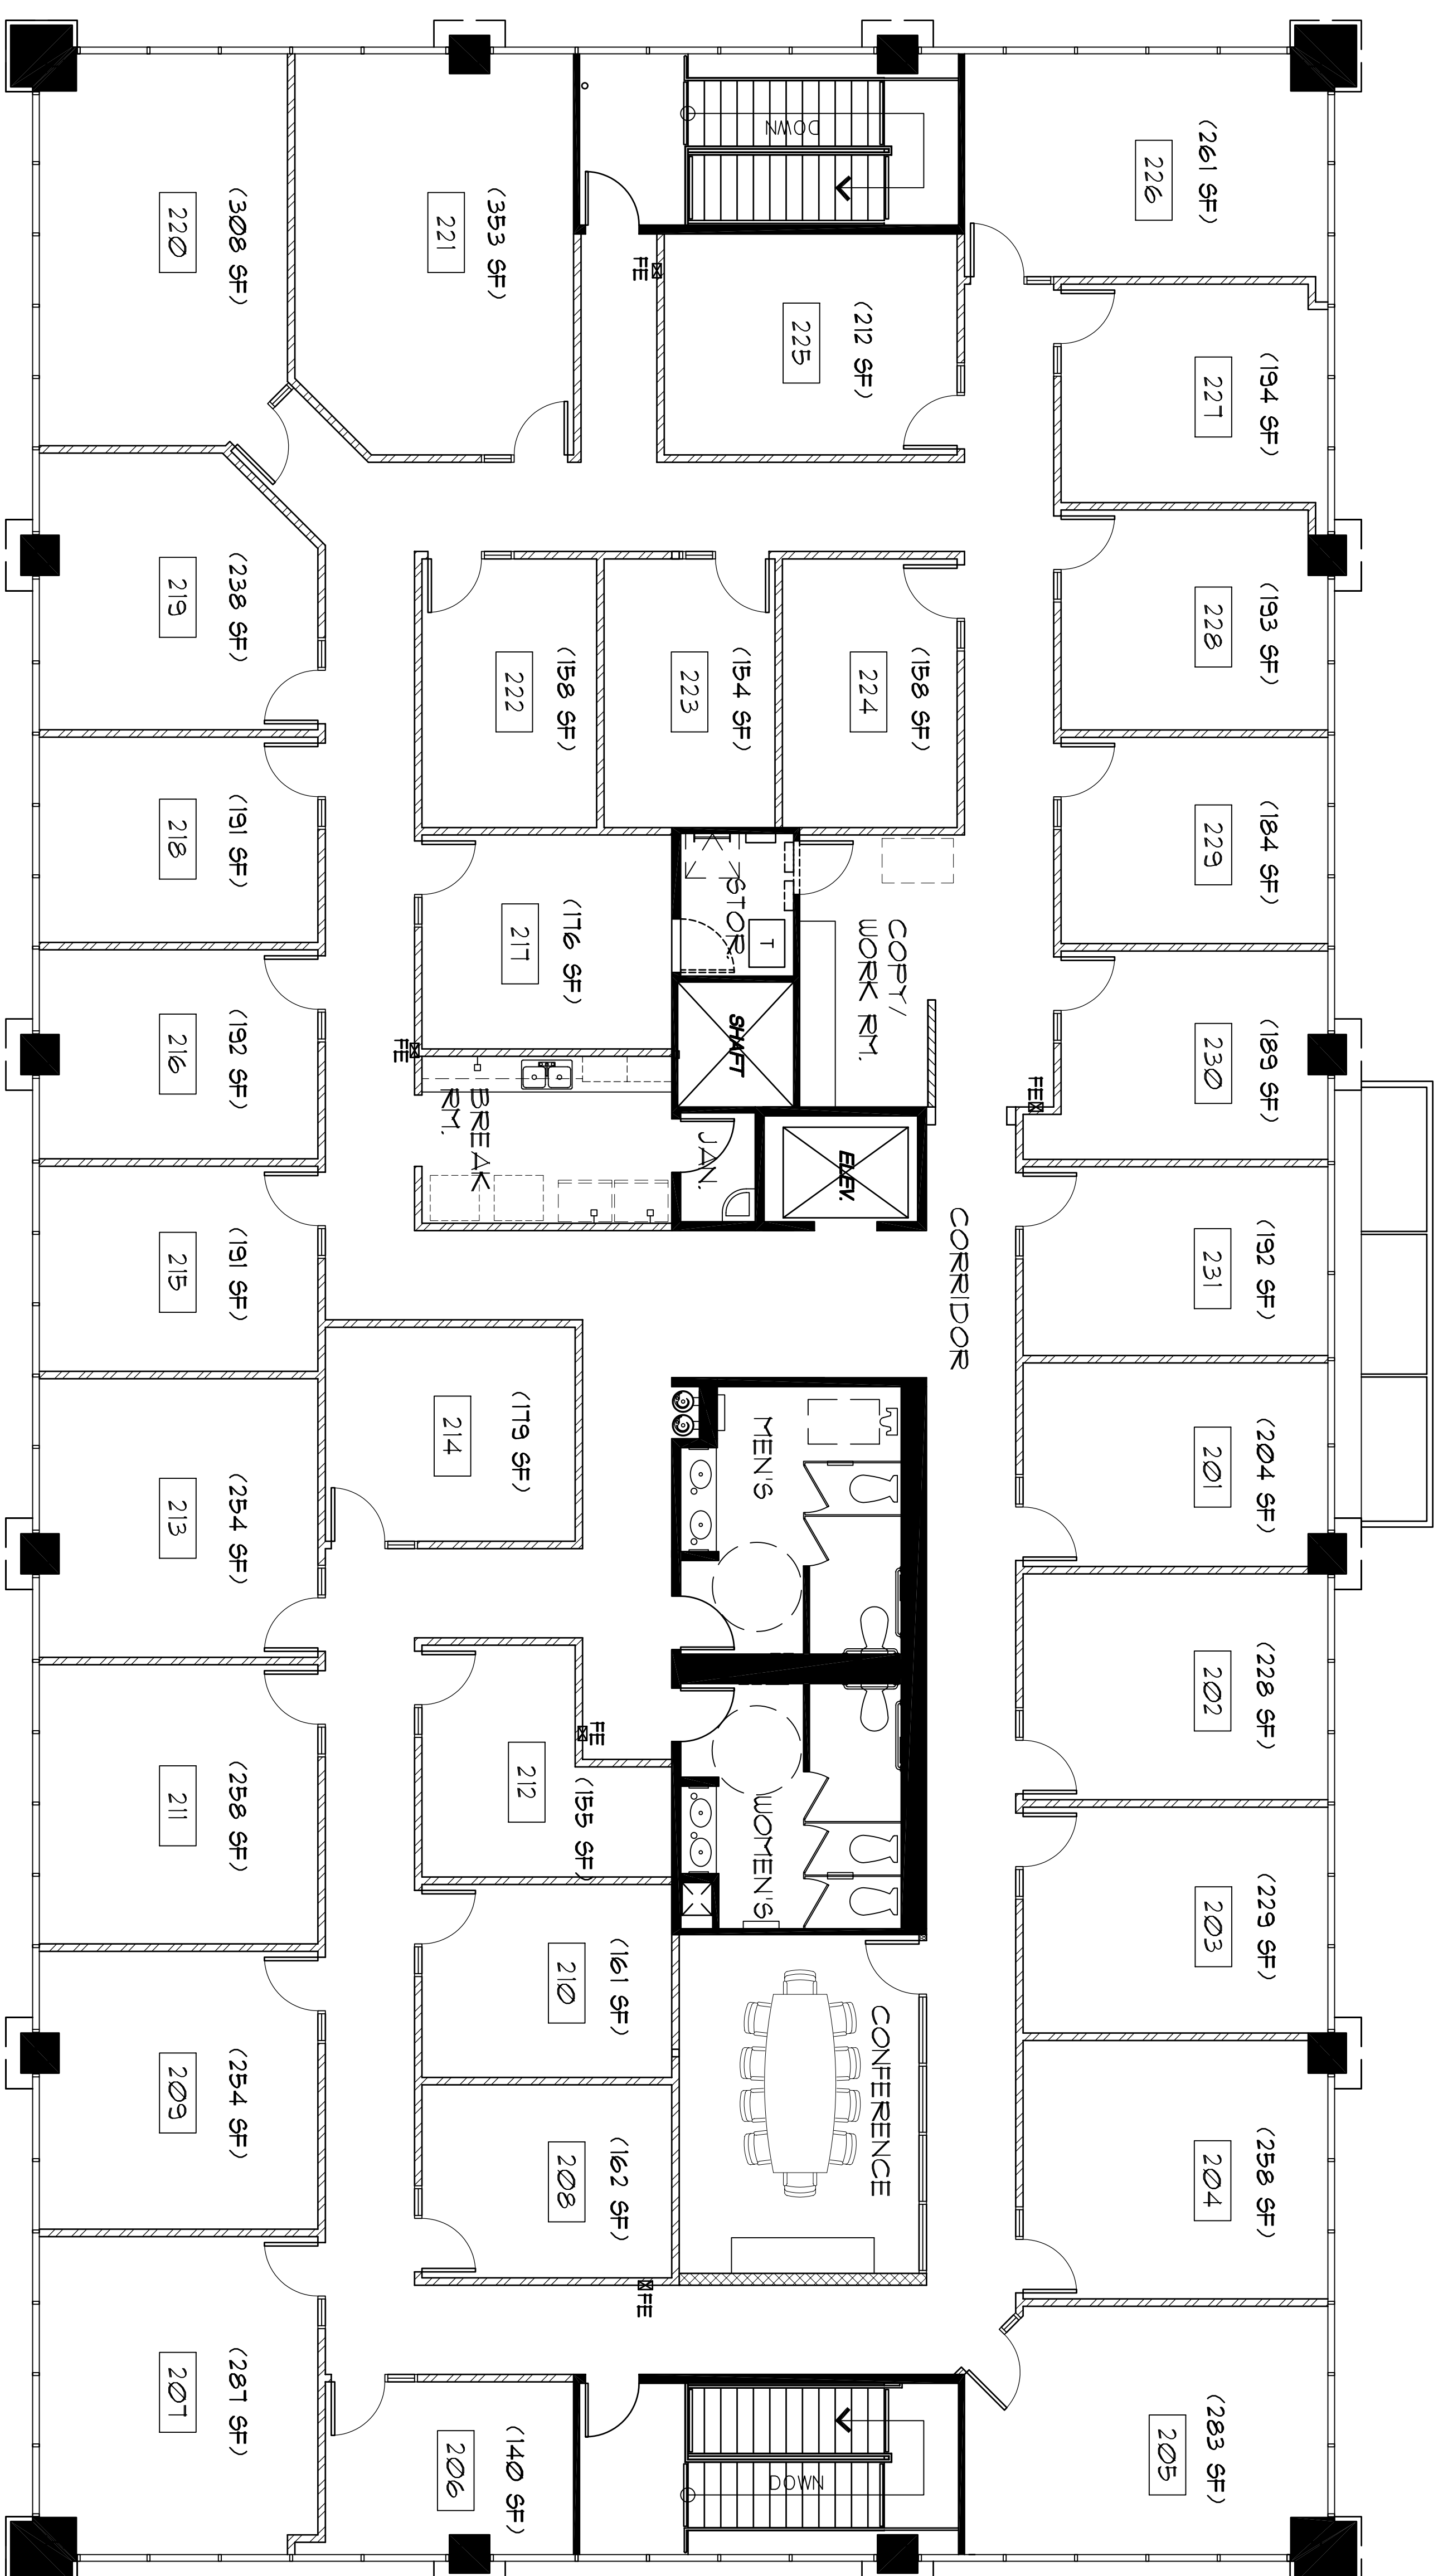 (261 SF)
226
(194 SF)
227
(193 SF)
228
(184 SF)
229
(189 SF)
230
(192 SF)
231
(204 SF)
201
(228 SF)
202
(229 SF)
203
(258 SF)
204
(283 SF)
205
FE
CORRIDOR
DOWN
(212 SF)
225
FE
(158 SF)
224
(154 SF)
223
(158 SF)
222
COPY/
WORK RM.
STOR.
T
SHAFT
ELEV.
JAN.
MEN'S
WOMEN'S
CONFERENCE
DOWN
(353 SF)
221
(176 SF)
217
FE
BREAK
RM.
(179 SF)
214
FE
(155 SF)
212
(161 SF)
210
(162 SF)
208
FE
(140 SF)
206
(308 SF)
220
(238 SF)
219
(191 SF)
218
(192 SF)
216
(191 SF)
215
(254 SF)
213
(258 SF)
211
(254 SF)
209
(287 SF)
207